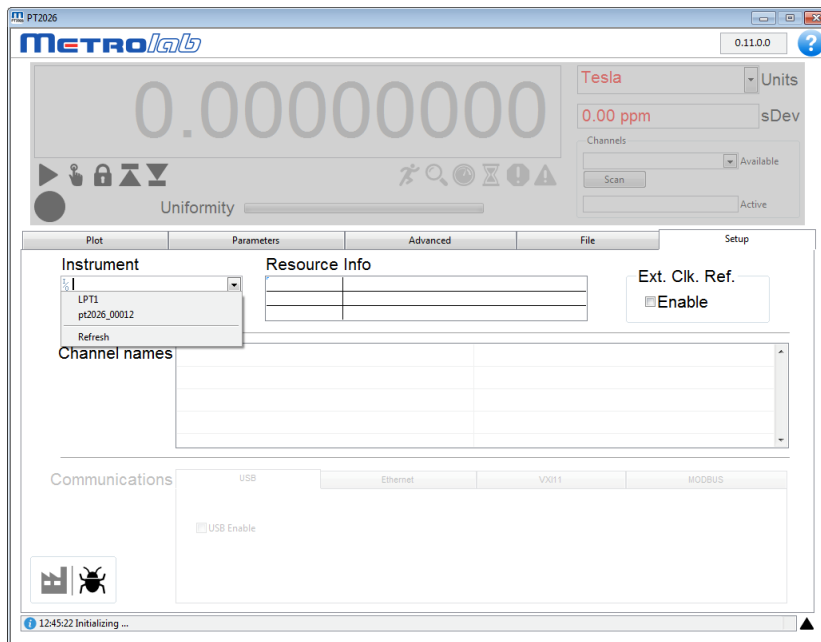 PT2026
METROlab
0.11.0.0
?
0.00000000
Tesla
Units
0.00 ppm
sDev
Channels
Available
Scan
Active
Uniformity
Plot
Parameters
Advanced
File
Setup
Instrument
Resource Info
Ext. Clk. Ref.
Enable
LPT1
pt2026_00012
Refresh
Channel names
Communications
USB
Ethernet
VXI11
MODBUS
USB Enable
12:45:22 Initializing ...